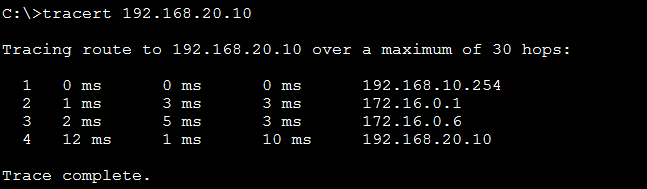 C:\>tracert 192.168.20.10
Tracing route to 192.168.20.10 over a maximum of 30 hops:
1 0 ms 0 ms 0 ms 192.168.10.254
2 1 ms 3 ms 3 ms 172.16.0.1
3 2 ms 5 ms 3 ms 172.16.0.6
4 12 ms 1 ms 10 ms 192.168.20.10
Trace complete.